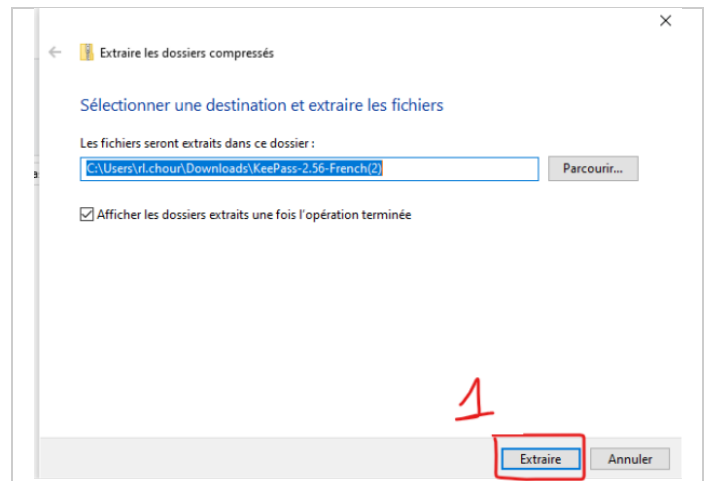 Extraire les dossiers compressés
Sélectionner une destination et extraire les fichiers
Les fichiers seront extraits dans ce dossier :
C:\Users\rl.chour\Downloads\KeePass-2.56-French(2)
Parcourir...
Afficher les dossiers extraits une fois l'opération terminée
1
Extraire
Annuler